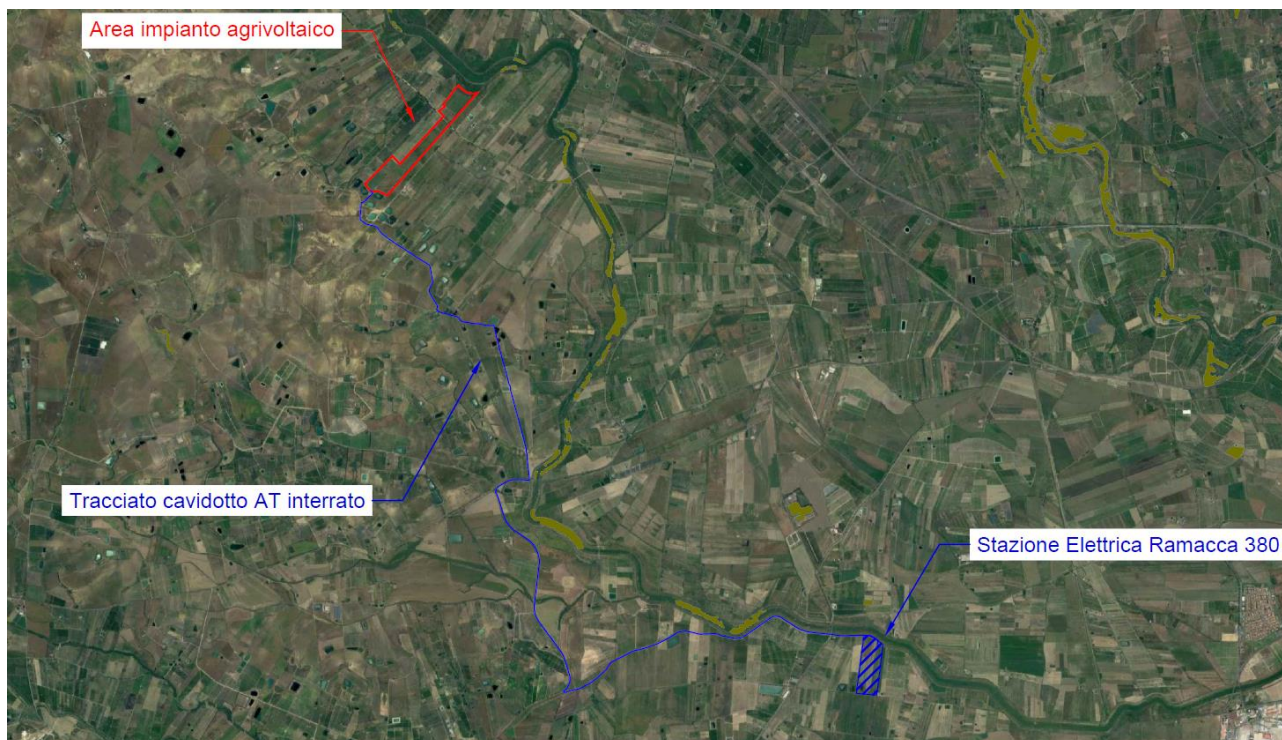 Area impianto agrivoltaico
Tracciato cavidotto AT interrato
Stazione Elettrica Ramacca 380